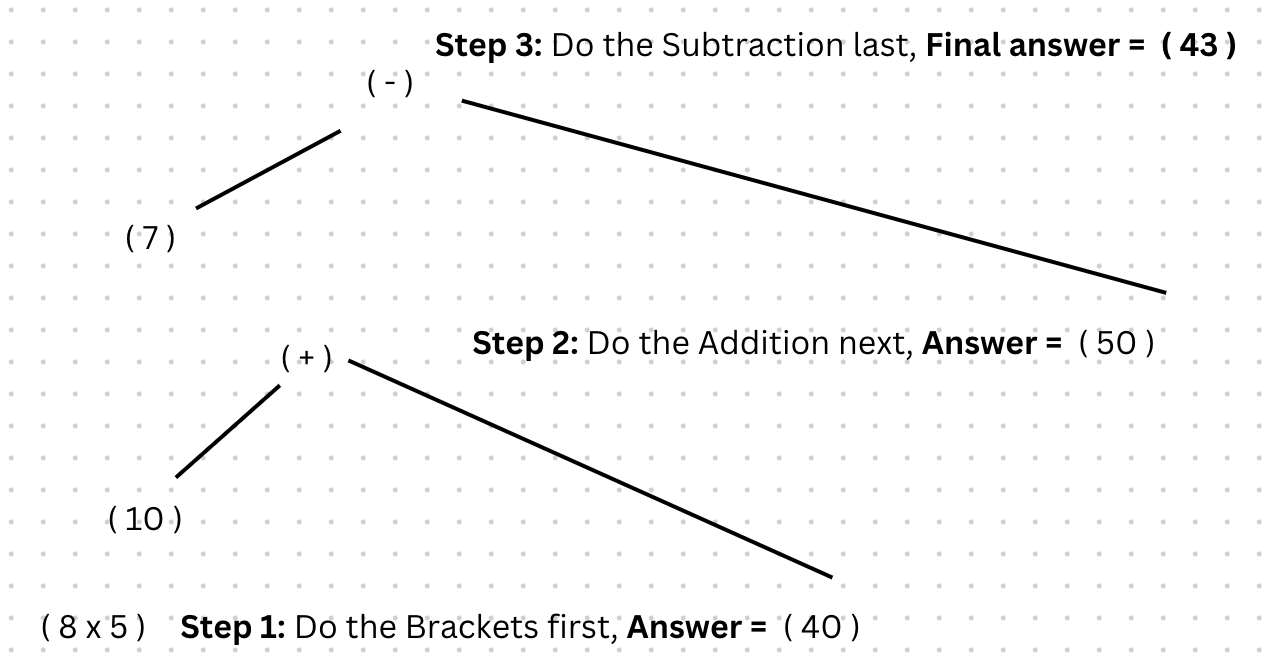 Step 3: Do the Subtraction last, Final answer = ( 43 )
( - )
( 7 )
( + )
Step 2: Do the Addition next, Answer = ( 50 )
( 10 )
( 8 x 5 ) Step 1: Do the Brackets first, Answer = ( 40 )